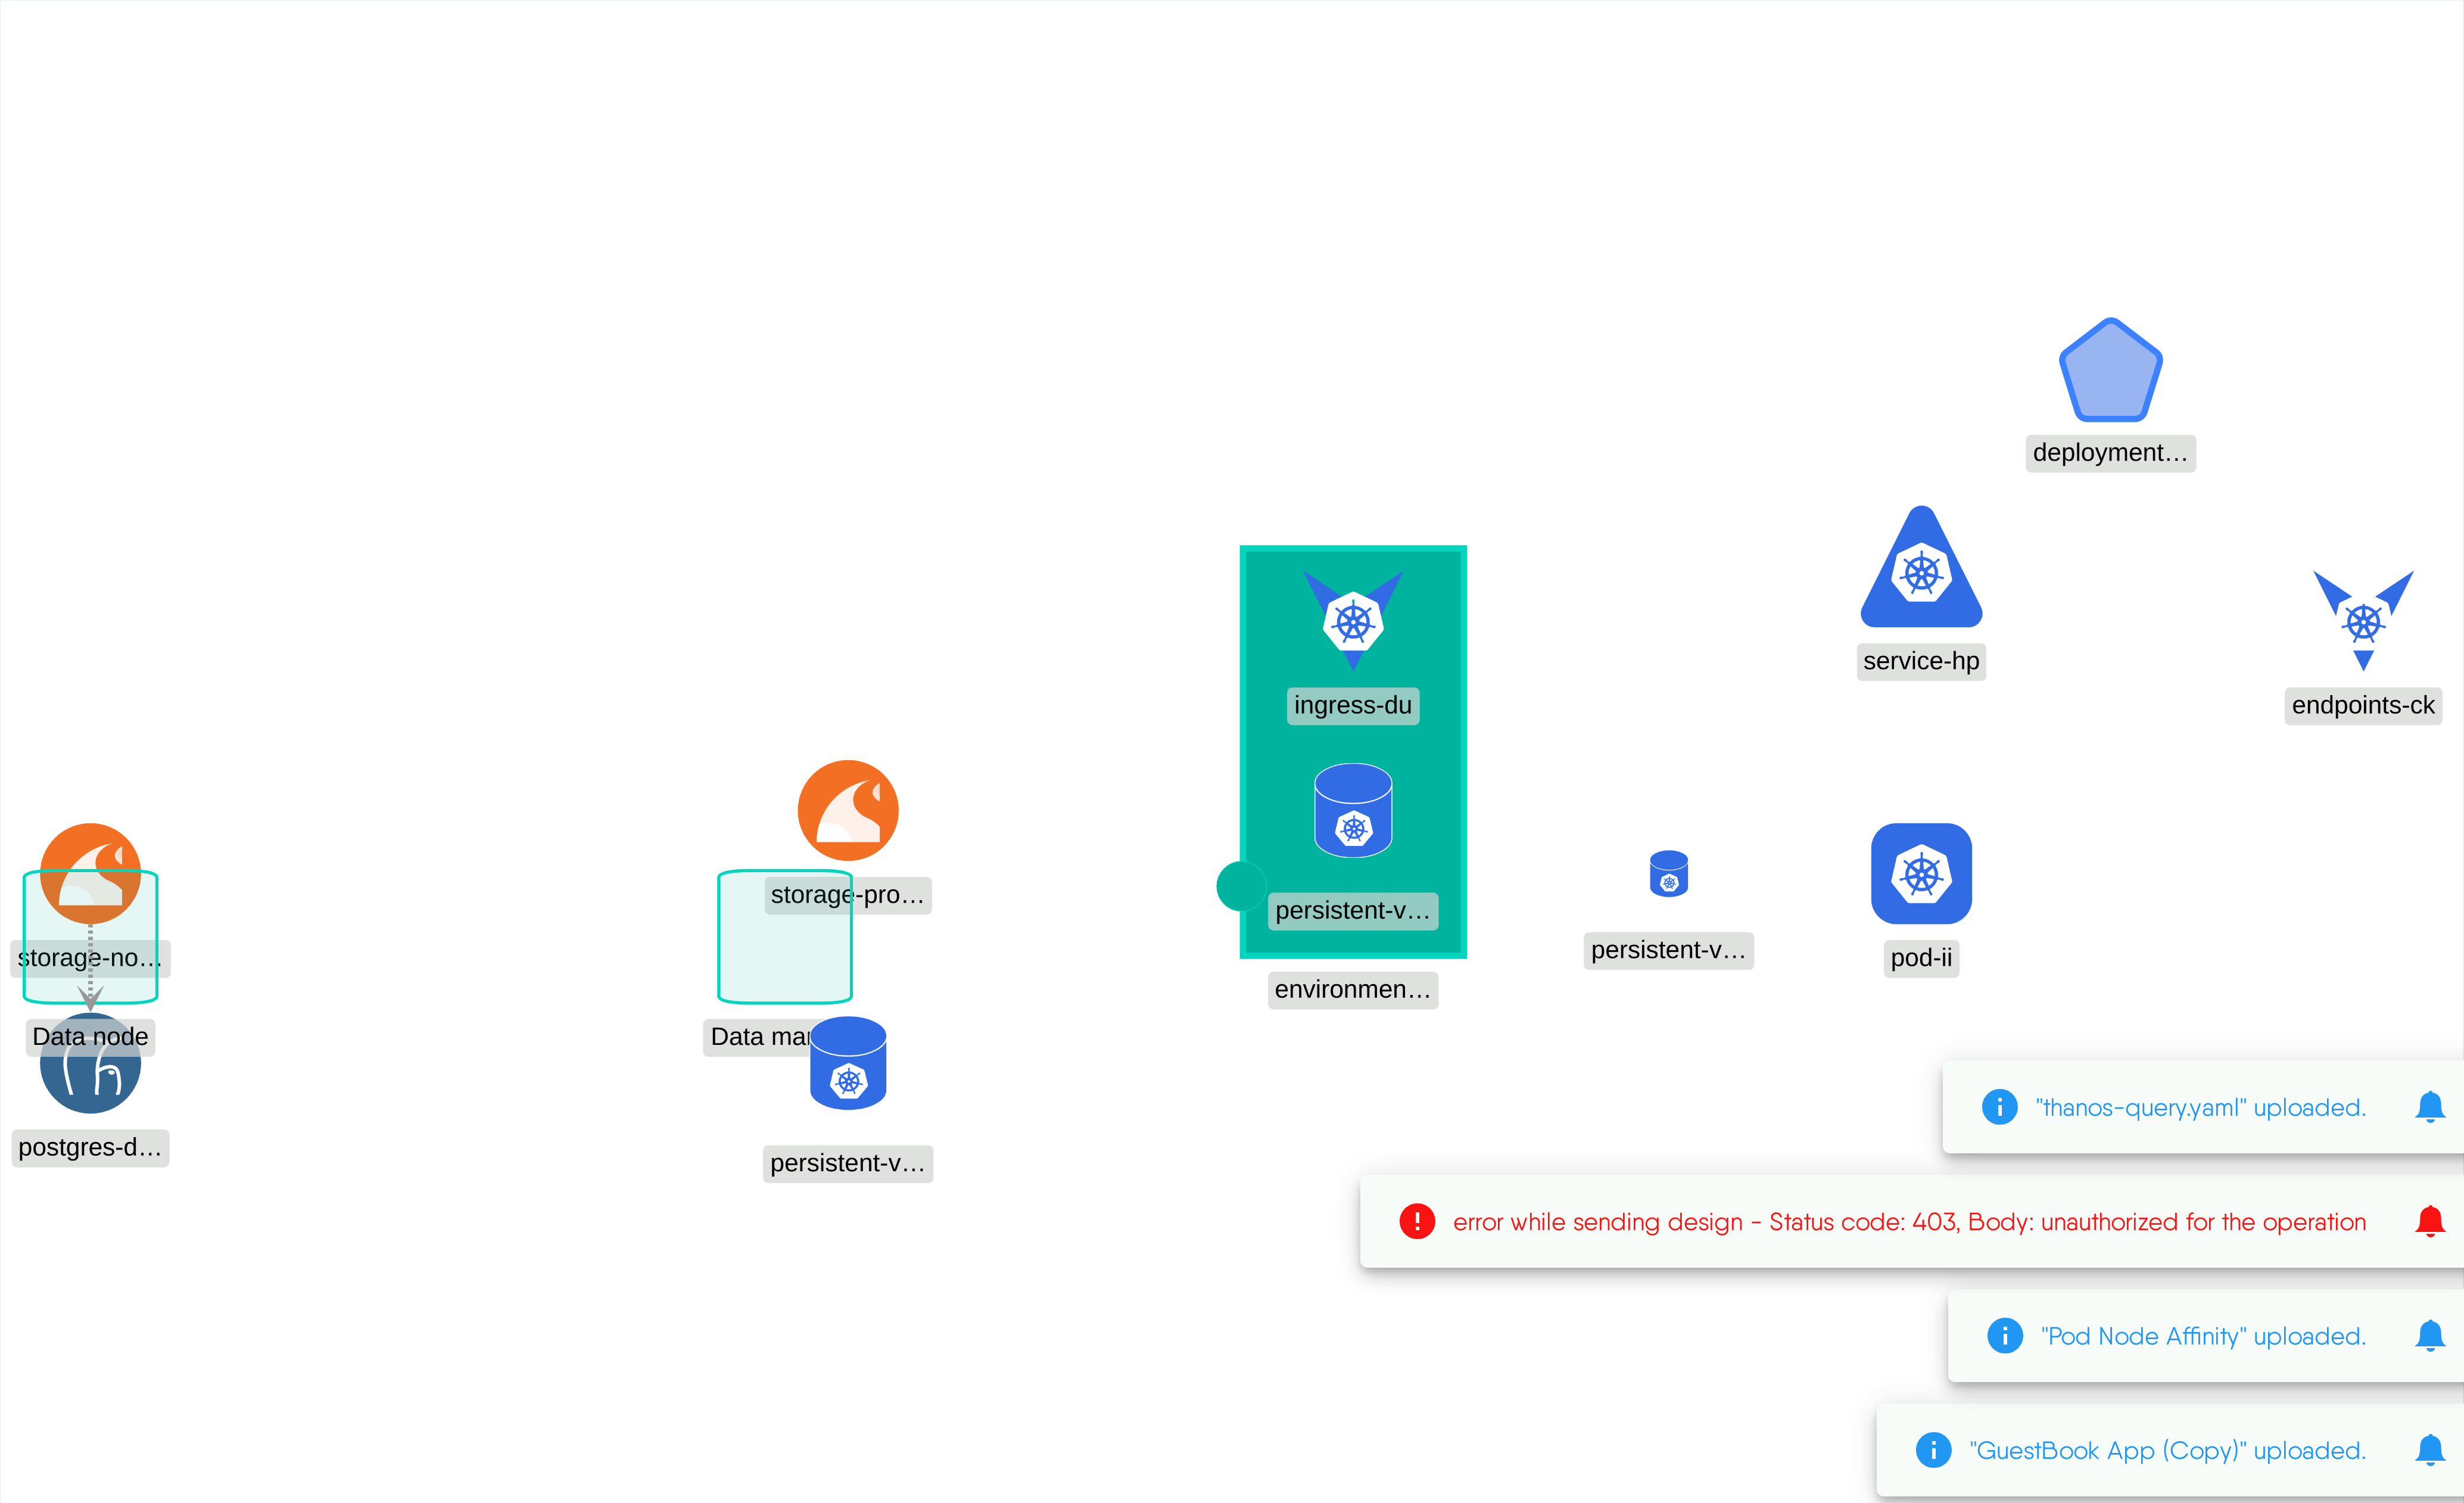 deployment…
service-hp
endpoints-ck
ingress-du
storage-pro…
persistent-v…
persistent-v…
storage-no…
pod-ii
environmen…
Data node
Data mar
postgres-d…
persistent-v…
"thanos-query.yaml" uploaded.
error while sending design - Status code: 403, Body: unauthorized for the operation
"Pod Node Affinity" uploaded.
"GuestBook App (Copy)" uploaded.